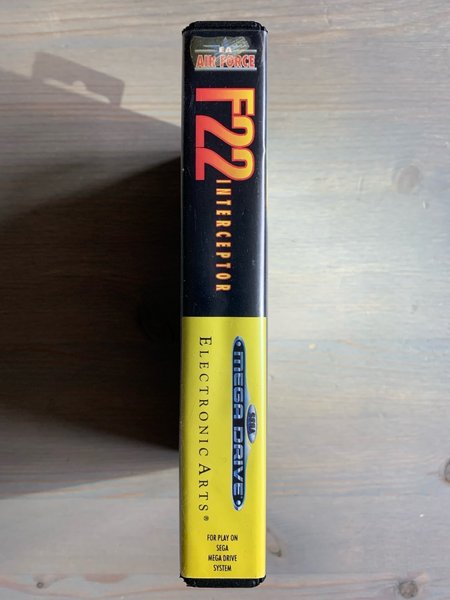 EA
AIR FORCE
F22
INTERCEPTOR
SEGA
MEGA DRIVE
ELECTRONIC ARTS®
FOR PLAY ON
SEGA
MEGA DRIVE
SYSTEM